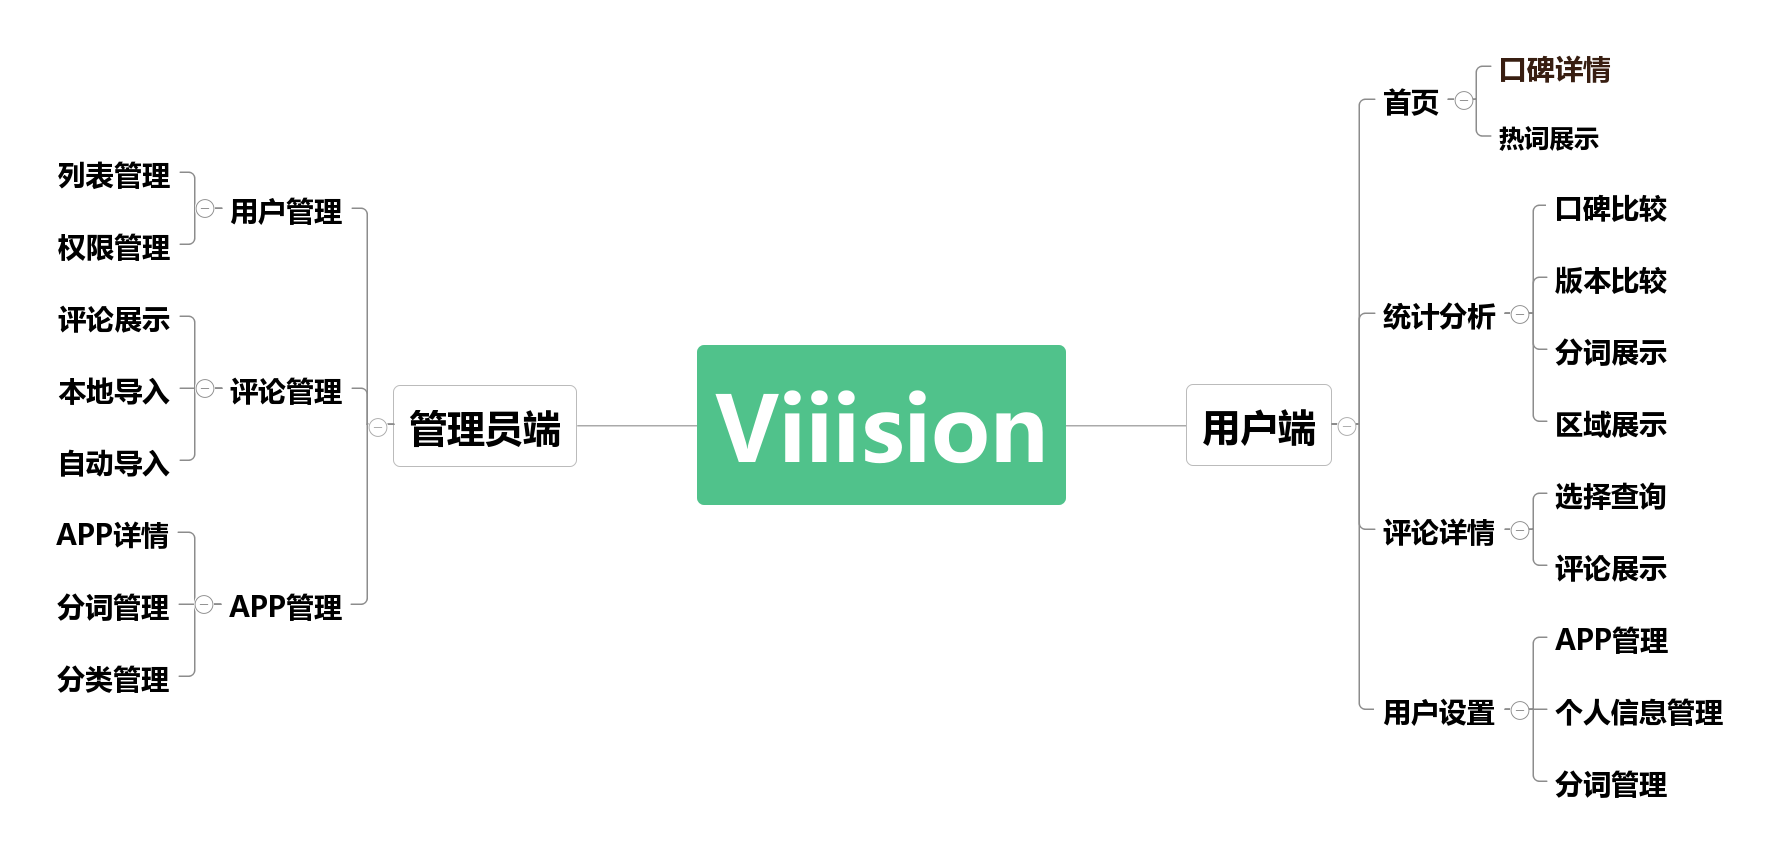 Viiision
管理员端
用户管理
列表管理
权限管理
评论管理
评论展示
本地导入
自动导入
APP管理
APP详情
分词管理
分类管理
用户端
首页
口碑详情
热词展示
统计分析
口碑比较
版本比较
分词展示
区域展示
评论详情
选择查询
评论展示
用户设置
APP管理
个人信息管理
分词管理